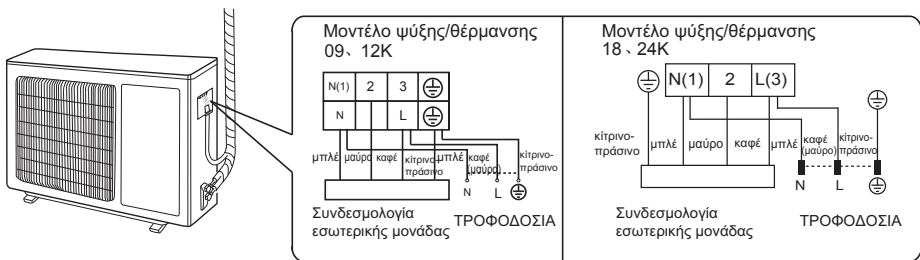 Μοντέλο ψύξης/θέρμανσης
09、12K
N(1) 2 3
N L
μπλέ μαύρο καφέ κίτρινο-πράσινο μπλέ καφέ (μαύρο) κίτρινο-πράσινο
N L
Συνδεσμολογία
εσωτερικής μονάδας
ΤΡΟΦΟΔΟΣΙΑ
Μοντέλο ψύξης/θέρμανσης
18、24K
N(1) 2 L(3)
κίτρινο-πράσινο μπλέ μαύρο καφέ μπλέ καφέ (μαύρο) κίτρινο-πράσινο
N L
Συνδεσμολογία
εσωτερικής μονάδας
ΤΡΟΦΟΔΟΣΙΑ